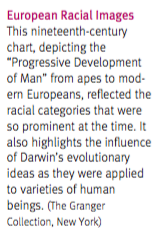 European Racial Images
This nineteenth-century
chart, depicting the
“Progressive Development
of Man” from apes to mod-
ern Europeans, reflected the
racial categories that were
so prominent at the time. It
also highlights the influence
of Darwin’s evolutionary
ideas as they were applied
to varieties of human
beings. (The Granger
Collection, New York)